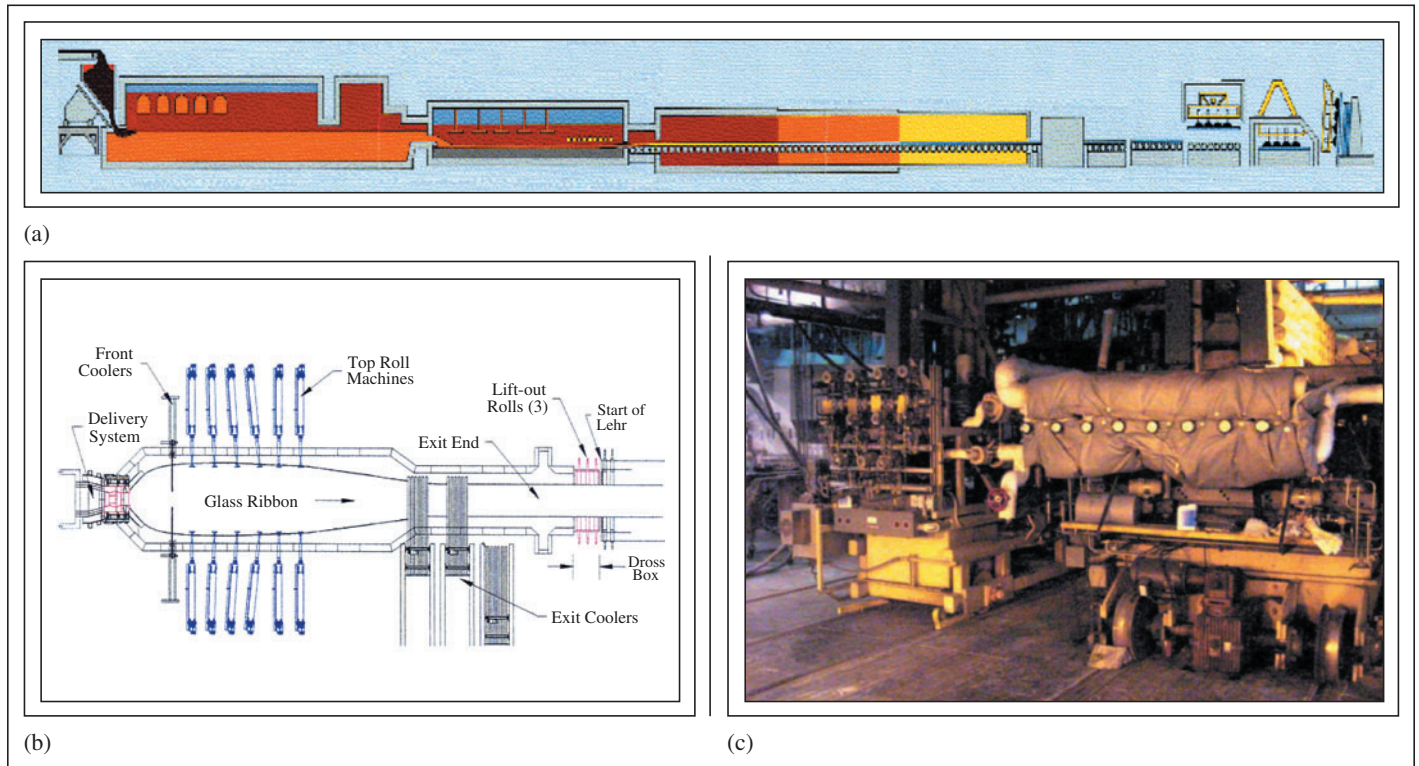 (a)
Front
Coolers
Top Roll
Machines
Delivery
System
Lift-out
Rolls (3)
Start of
Lehr
Exit End
Glass Ribbon
Dross
Box
Exit Coolers
(b)
(c)